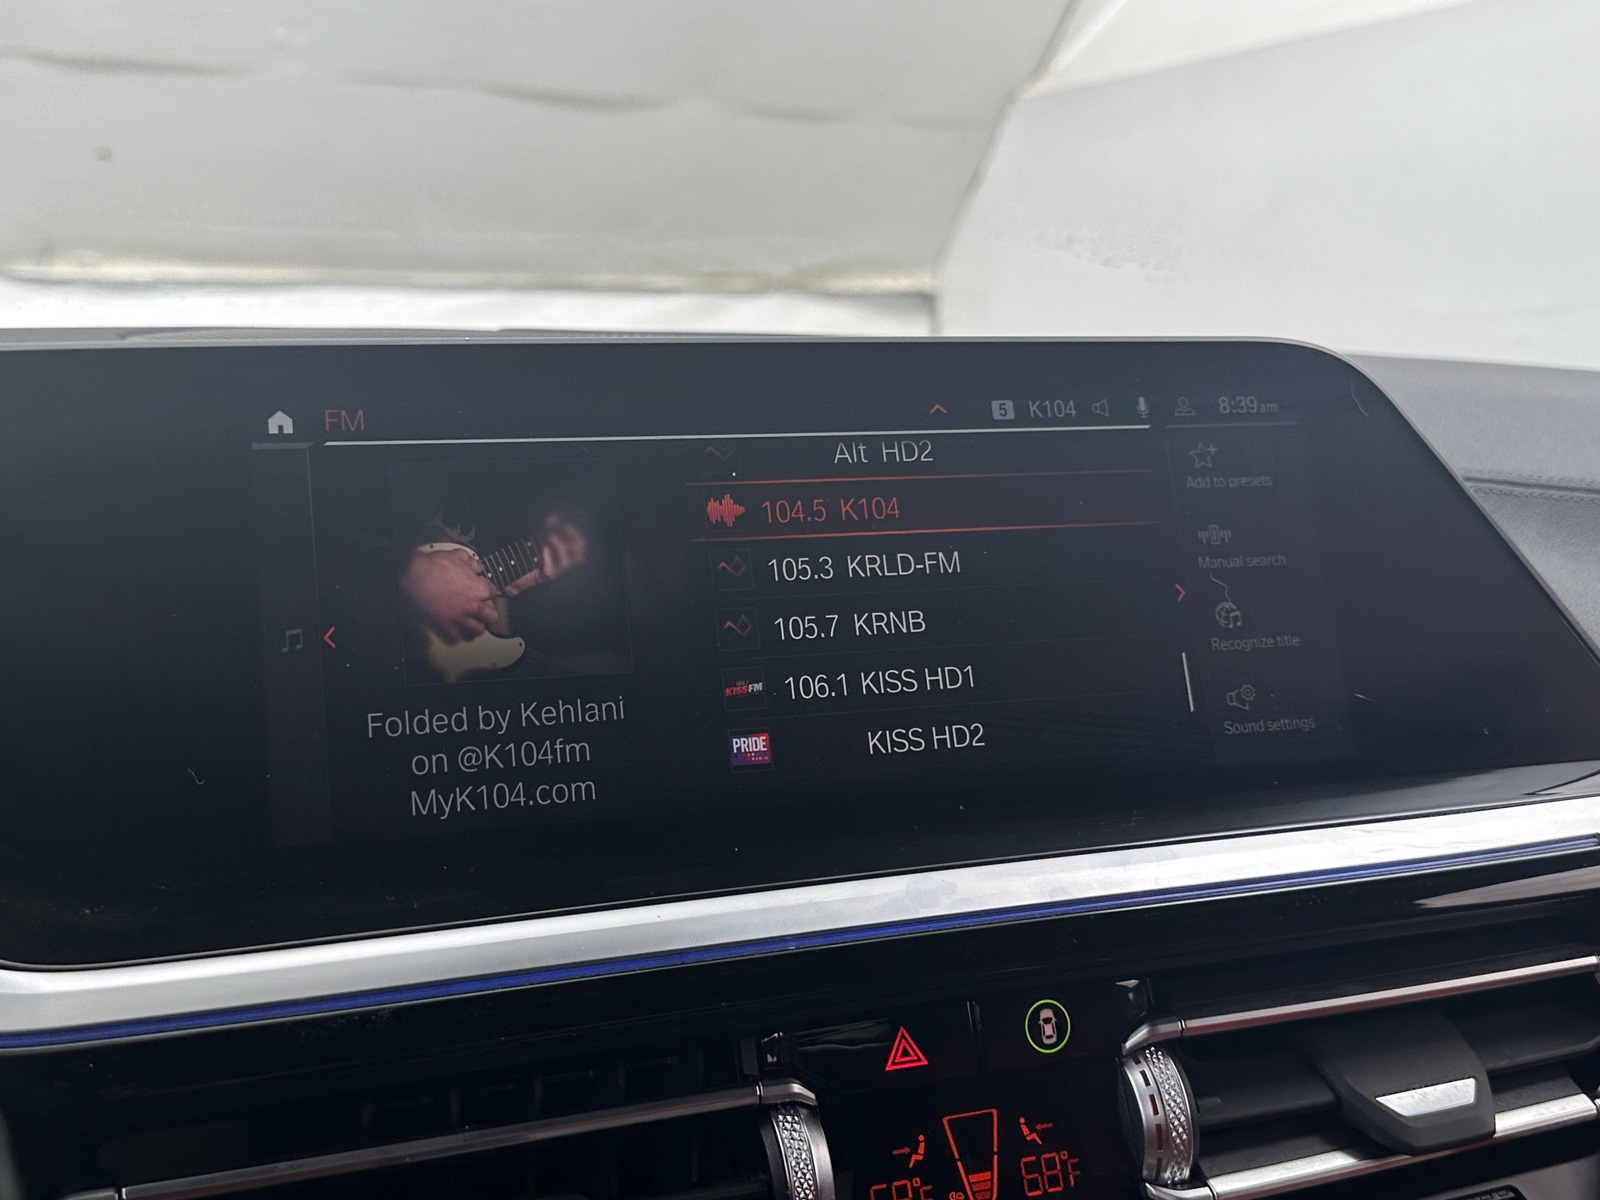 FM
5 K104 8:39am
Alt HD2
104.5 K104
105.3 KRLD-FM
105.7 KRNB
KISS FM 106.1 KISS HD1
PRIDE KISS HD2
Folded by Kehlani
on @K104fm
MyK104.com
Add to presets
Manual search
Recognize title
Sound settings
68°F
68°F